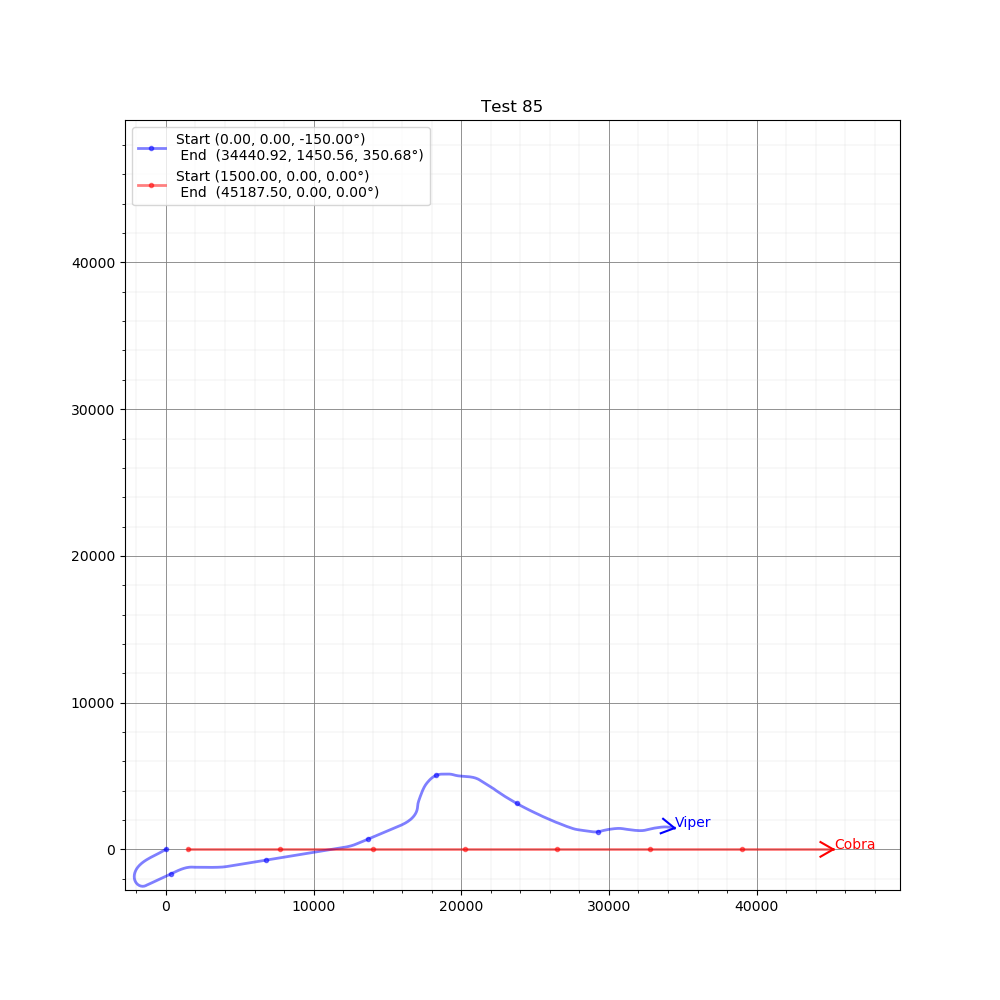 Test 85
Start (0.00, 0.00, -150.00°)
End  (34440.92, 1450.56, 350.68°)
Start (1500.00, 0.00, 0.00°)
End  (45187.50, 0.00, 0.00°)
40000
30000
20000
10000
0
Viper
Cobra
0 10000 20000 30000 40000